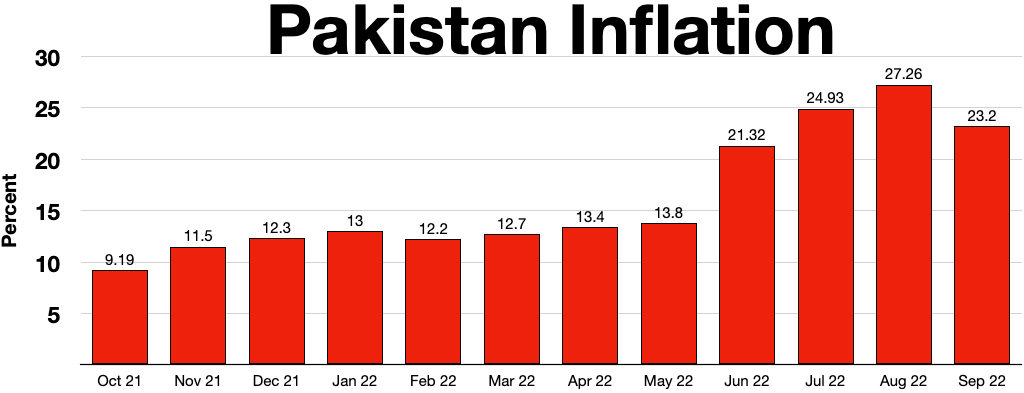 Pakistan Inflation
Percent
30
25
20
15
10
5
9.19
11.5
12.3
13
12.2
12.7
13.4
13.8
21.32
24.93
27.26
23.2
Oct 21
Nov 21
Dec 21
Jan 22
Feb 22
Mar 22
Apr 22
May 22
Jun 22
Jul 22
Aug 22
Sep 22